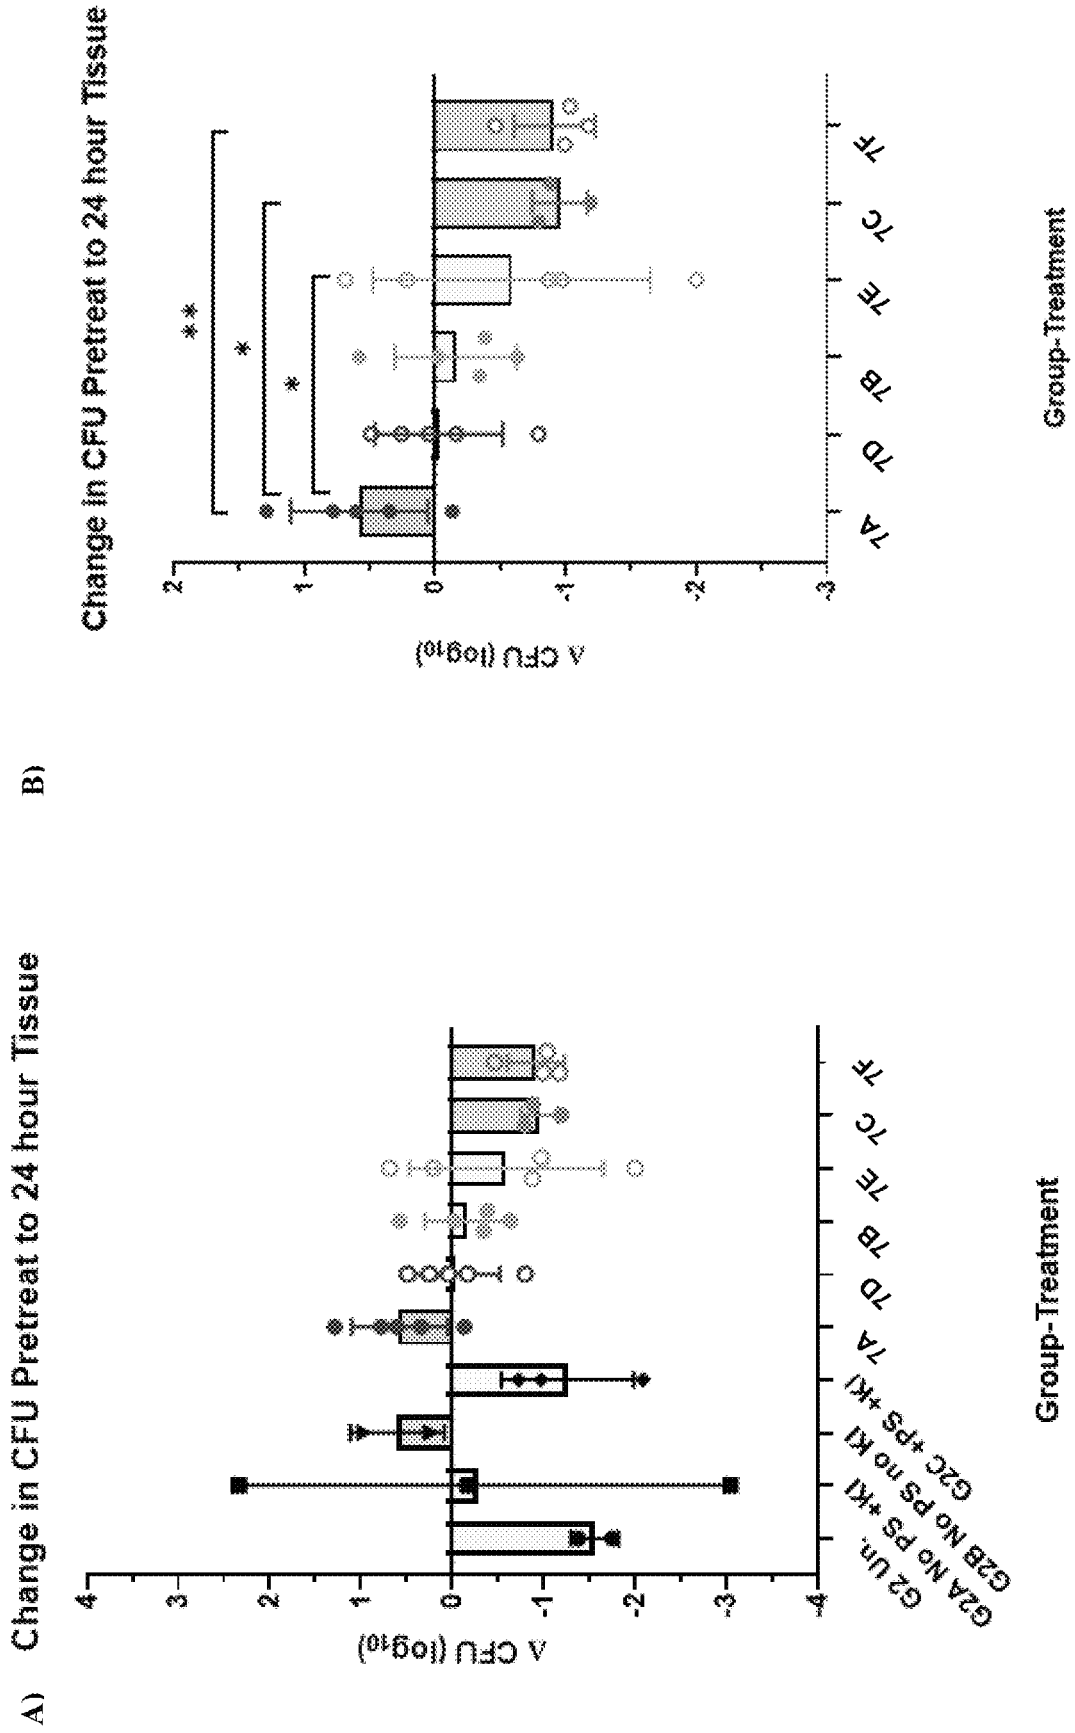 A)
Change in CFU Pretreat to 24 hour Tissue
Δ CFU (log10)
4
3
2
1
0
-1
-2
-3
-4
G2 Un.
G2A No PS +KI
G2B No PS no KI
G2C +PS +KI
7A
7D
7B
7E
7C
7F
Group-Treatment
B)
Change in CFU Pretreat to 24 hour Tissue
Δ CFU (log10)
2
1
0
-1
-2
-3
**
*
*
7A
7D
7B
7E
7C
7F
Group-Treatment